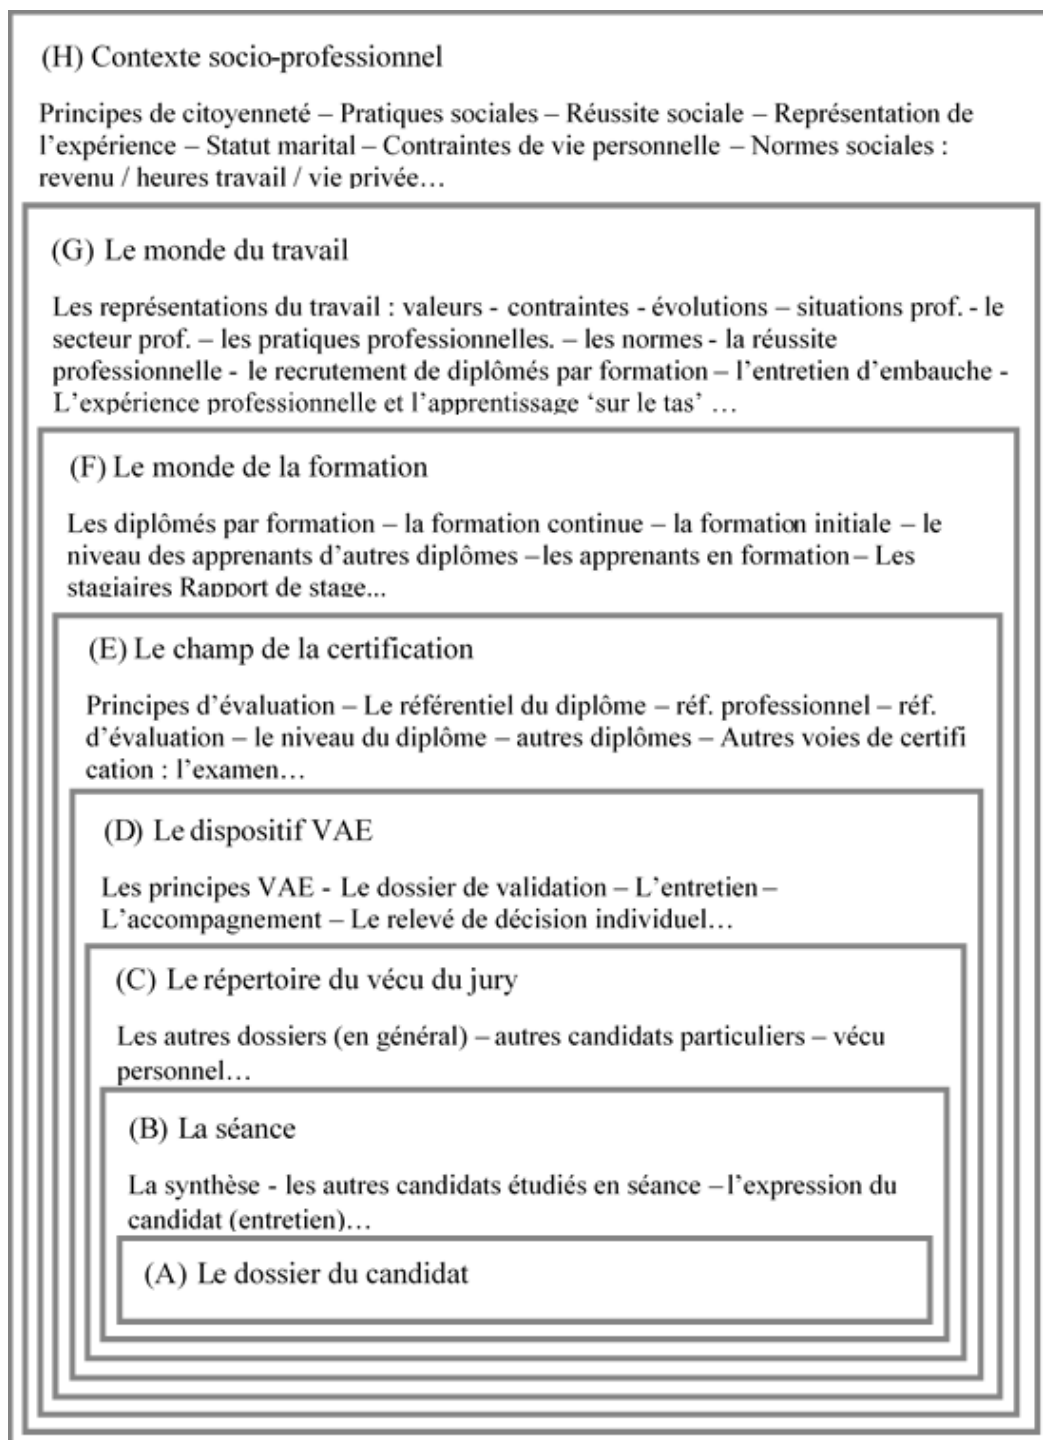 (H) Contexte socio-professionnel
Principes de citoyenneté – Pratiques sociales – Réussite sociale – Représentation de
l’expérience – Statut marital – Contraintes de vie personnelle – Normes sociales :
revenu / heures travail / vie privée…
(G) Le monde du travail
Les représentations du travail : valeurs - contraintes - évolutions – situations prof. - le
secteur prof. – les pratiques professionnelles. – les normes - la réussite
professionnelle - le recrutement de diplômés par formation – l’entretien d’embauche -
L’expérience professionnelle et l’apprentissage ‘sur le tas’ …
(F) Le monde de la formation
Les diplômés par formation – la formation continue – la formation initiale – le
niveau des apprenants d’autres diplômes –les apprenants en formation – Les
stagiaires Rapport de stage...
(E) Le champ de la certification
Principes d’évaluation – Le référentiel du diplôme – réf. professionnel – réf.
d’évaluation – le niveau du diplôme – autres diplômes – Autres voies de certifi
cation : l’examen…
(D) Le dispositif VAE
Les principes VAE - Le dossier de validation – L’entretien –
L’accompagnement – Le relevé de décision individuel…
(C) Le répertoire du vécu du jury
Les autres dossiers (en général) – autres candidats particuliers – vécu
personnel…
(B) La séance
La synthèse - les autres candidats étudiés en séance – l’expression du
candidat (entretien)…
(A) Le dossier du candidat